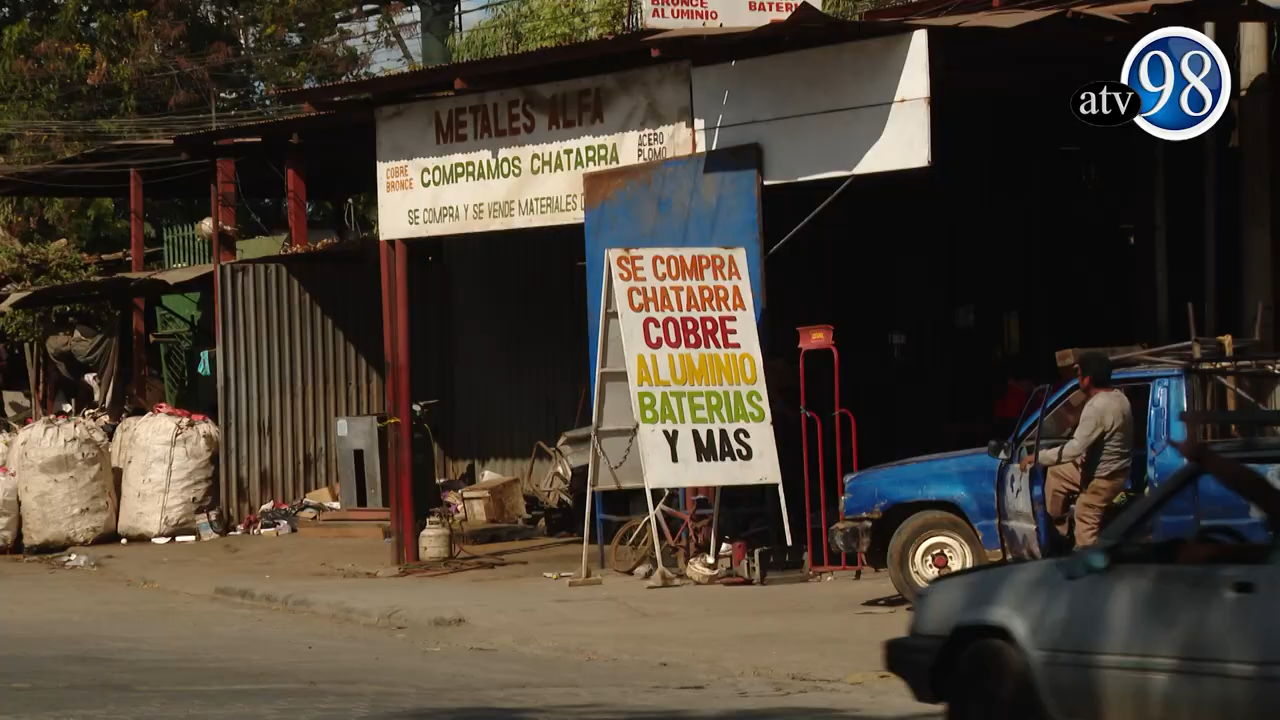 BRONCE
ALUMINIO
BATERI
atv 98
METALES ALFA
COBRE
BRONCE
COMPRAMOS CHATARRA
ACERO
PLOMO
SE COMPRA Y SE VENDE MATERIALES
SE COMPRA
CHATARRA
COBRE
ALUMINIO
BATERIAS
Y MAS